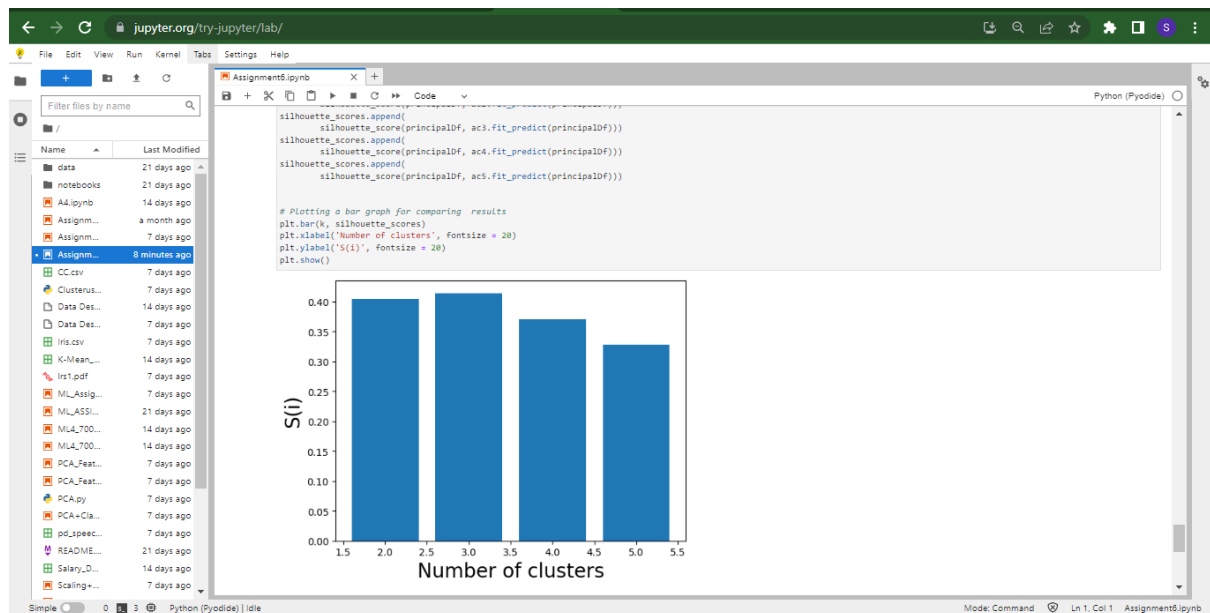 jupyter.org/try-jupyter/lab/
S
File Edit View Run Kernel Tabs Settings Help
+
Assignment6.ipynb × +
Filter files by name
Code
Python (Pyodide)
/
Name Last Modified
data 21 days ago
notebooks 21 days ago
A4.ipynb 14 days ago
Assignm... a month ago
Assignm... 7 days ago
Assignm... 8 minutes ago
CC.csv 7 days ago
Clusterus... 7 days ago
Data Des... 14 days ago
Data Des... 7 days ago
Iris.csv 7 days ago
K-Mean_... 14 days ago
lrs1.pdf 7 days ago
ML_Assig... 7 days ago
ML_ASSI... 21 days ago
ML4_700... 14 days ago
ML4_700... 14 days ago
PCA_Feat... 7 days ago
PCA_Feat... 7 days ago
PCA.py 7 days ago
PCA+Cla... 7 days ago
pd_speec... 7 days ago
README.... 21 days ago
Salary_D... 14 days ago
Scaling+... 7 days ago
silhouette_scores.append(
silhouette_score(principalDf, ac3.fit_predict(principalDf)))
silhouette_scores.append(
silhouette_score(principalDf, ac4.fit_predict(principalDf)))
silhouette_scores.append(
silhouette_score(principalDf, ac5.fit_predict(principalDf)))
# Plotting a bar graph for comparing results
plt.bar(k, silhouette_scores)
plt.xlabel('Number of clusters', fontsize = 20)
plt.ylabel('S(i)', fontsize = 20)
plt.show()
0.40
0.35
0.30
0.25
0.20
0.15
0.10
0.05
0.00
S(i)
1.5 2.0 2.5 3.0 3.5 4.0 4.5 5.0 5.5
Number of clusters
Simple 0 3 Python (Pyodide) | Idle
Mode: Command Ln 1, Col 1 Assignment6.ipynb